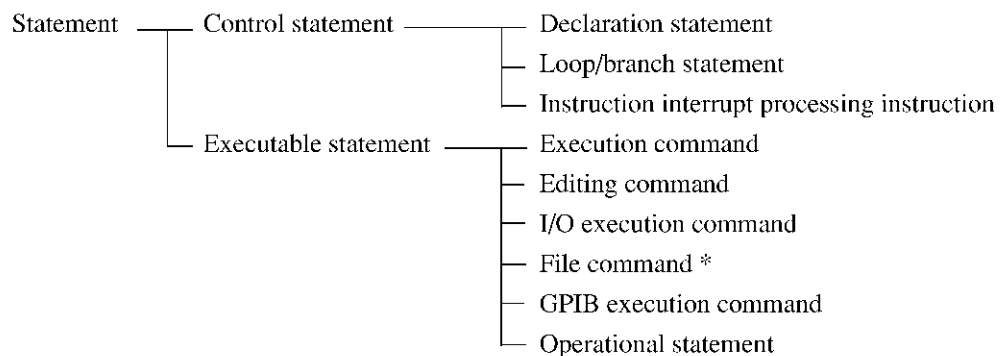 Statement Control statement Declaration statement
Loop/branch statement
Instruction interrupt processing instruction
Executable statement Execution command
Editing command
I/O execution command
File command *
GPIB execution command
Operational statement